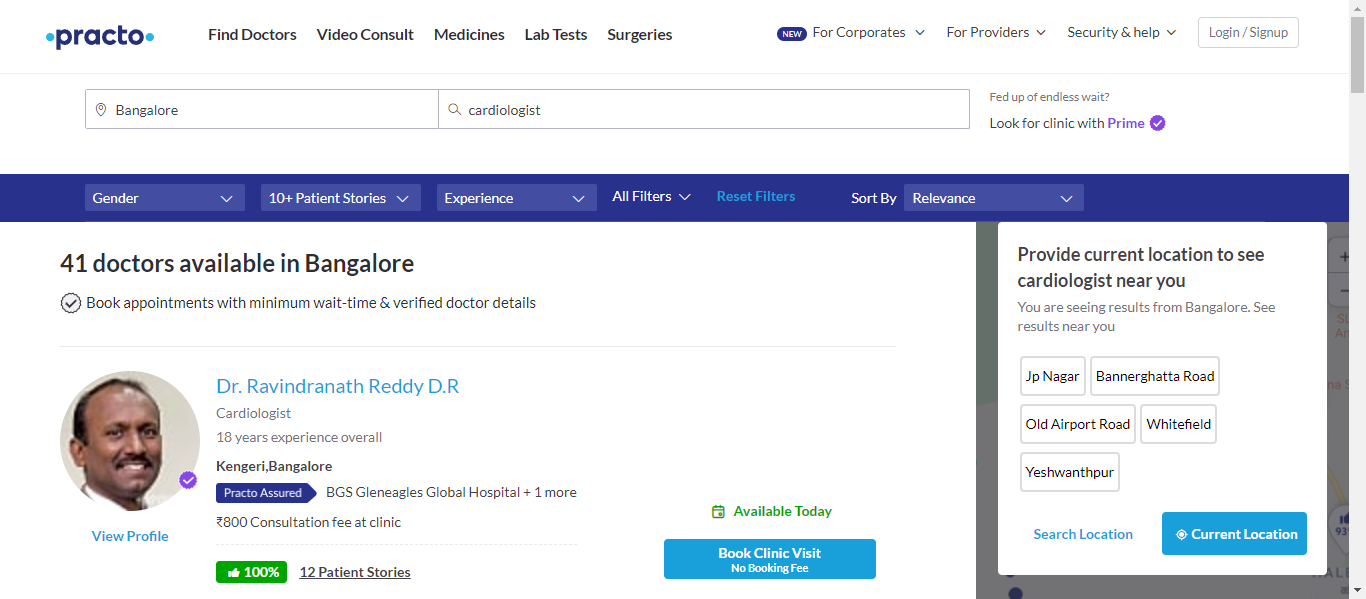 practo
Find Doctors
Video Consult
Medicines
Lab Tests
Surgeries
NEW
For Corporates
For Providers
Security & help
Login / Signup
Bangalore
cardiologist
Fed up of endless wait?
Look for clinic with Prime
Gender
10+ Patient Stories
Experience
All Filters
Reset Filters
Sort By
Relevance
41 doctors available in Bangalore
Book appointments with minimum wait-time & verified doctor details
Dr. Ravindranath Reddy D.R
Cardiologist
18 years experience overall
Kengeri,Bangalore
Practo Assured
BGS Gleneagles Global Hospital + 1 more
₹800 Consultation fee at clinic
100%
12 Patient Stories
View Profile
Available Today
Book Clinic Visit
No Booking Fee
Provide current location to see
cardiologist near you
You are seeing results from Bangalore. See
results near you
Jp Nagar
Bannerghatta Road
Old Airport Road
Whitefield
Yeshwanthpur
Search Location
Current Location